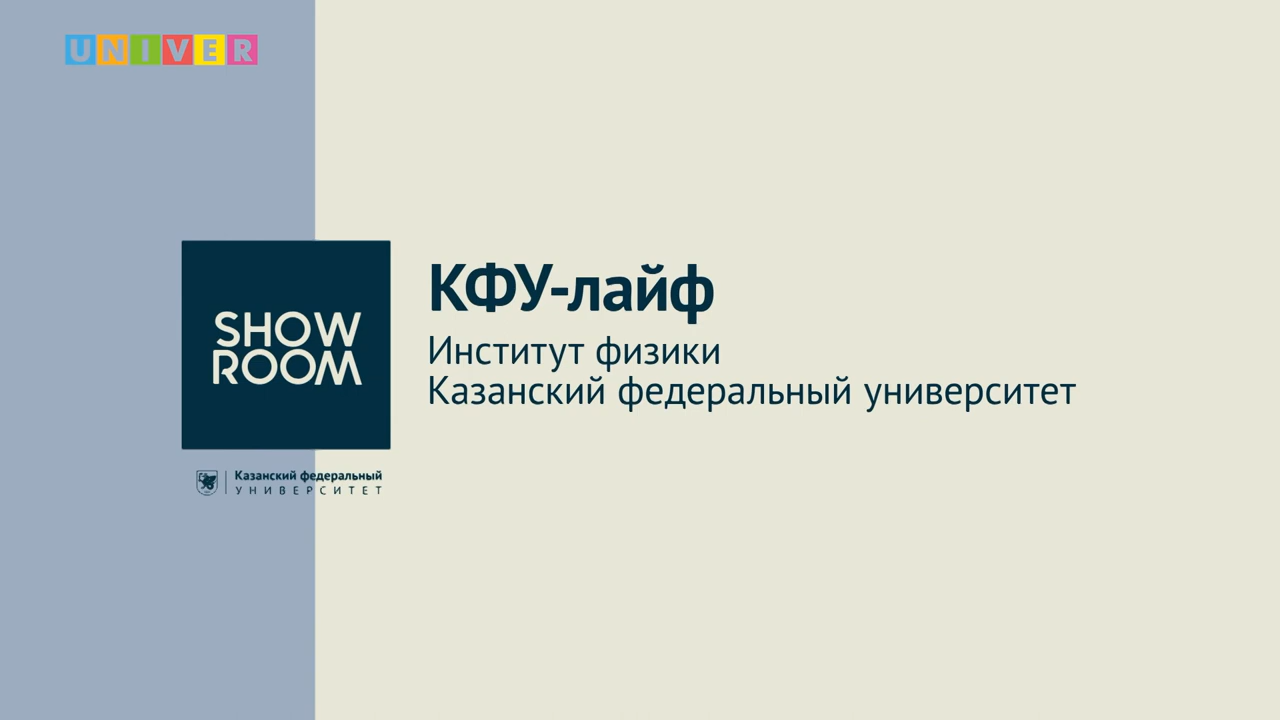 UNIVER
SHOW
ROOM
КФУ-лайф
Институт физики
Казанский федеральный университет
Казанский федеральный
УНИВЕРСИТЕТ